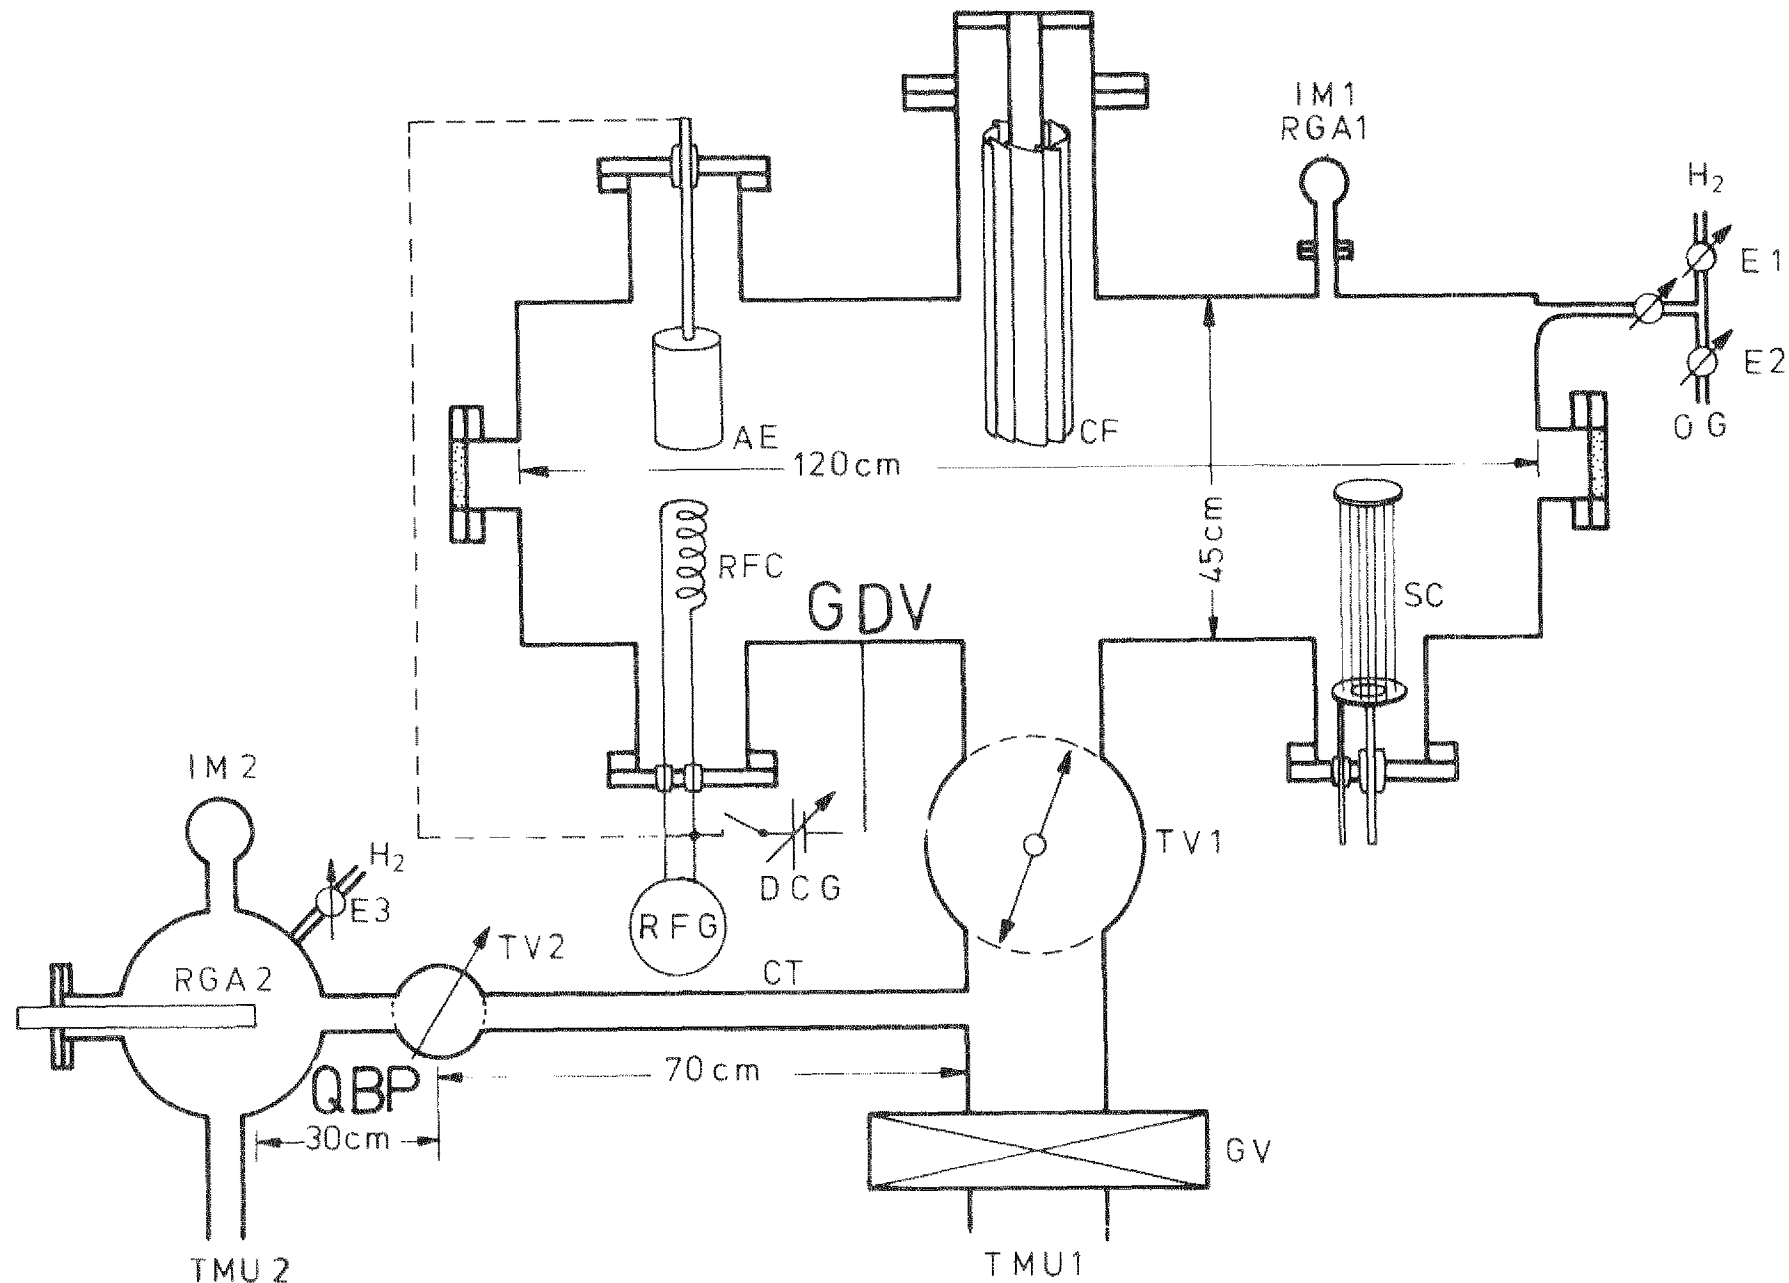 IM1
RGA1
H2
E1
E2
OG
AE
CF
120cm
45cm
RFC
SC
GDV
IM2
H2
E3
TV1
DCG
RFG
TV2
RGA2
CT
70cm
QBP
30cm
GV
TMU2
TMU1